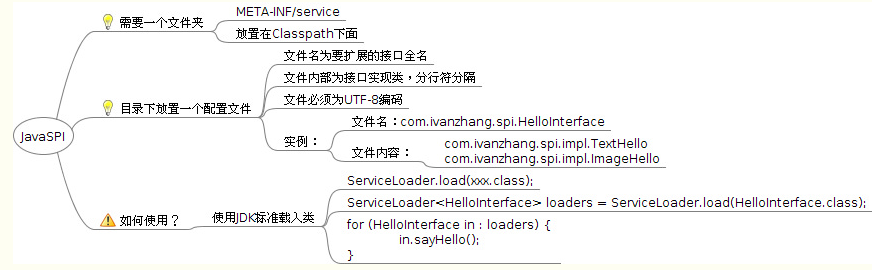 JavaSPI
需要一个文件夹
META-INF/service
放置在Classpath下面
目录下放置一个配置文件
文件名为要扩展的接口全名
文件内部为接口实现类，分行符分隔
文件必须为UTF-8编码
实例：
文件名：com.ivanzhang.spi.HelloInterface
文件内容：
com.ivanzhang.spi.impl.TextHello
com.ivanzhang.spi.impl.ImageHello
如何使用？
使用JDK标准载入类
ServiceLoader.load(xxx.class);
ServiceLoader<HelloInterface> loaders = ServiceLoader.load(HelloInterface.class);
for (HelloInterface in : loaders) {
in.sayHello();
}